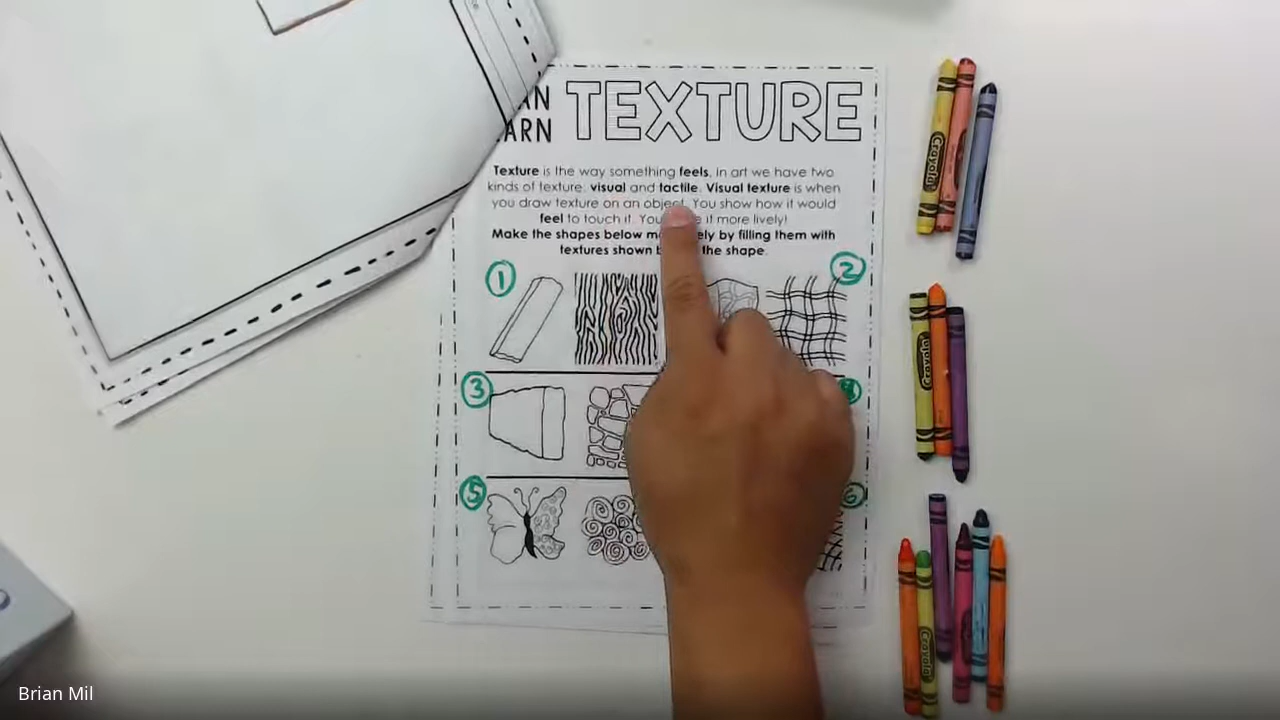 AN
ARN TEXTURE
Texture is the way something feels. In art we have two
kinds of texture, visual and tactile. Visual texture is when
you draw texture on an object. You show how it would
feel to touch it. You it more lively!
Make the shapes below more lively by filling them with
textures shown the shape.
1
2
3
5
6
Crayola
Crayola
Crayola
Brian Mil